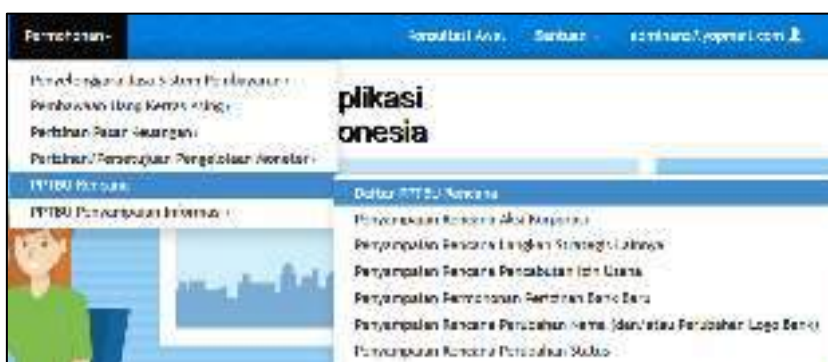 Permohonan
Konsultasi Awal Bantuan
Penyelenggara Jasa Sistem Pembayaran
Pembawaan Uang Kertas Asing
Perizinan Pasar Keuangan
Perizinan/Persetujuan Pengelolaan Moneter
PPTBU Rencana
PPTBU Penyampaian Informasi
plikasi
onesia
Daftar PPTBU Rencana
Penyampaian Rencana Aksi Korporasi
Penyampaian Rencana Langkah Strategis Lainnya
Penyampaian Rencana Pencabutan Izin Usaha
Penyampaian Permohonan Perizinan Bank Baru
Penyampaian Rencana Perubahan Nama (dan/atau Perubahan Logo Bank)
Penyampaian Rencana Perubahan Status